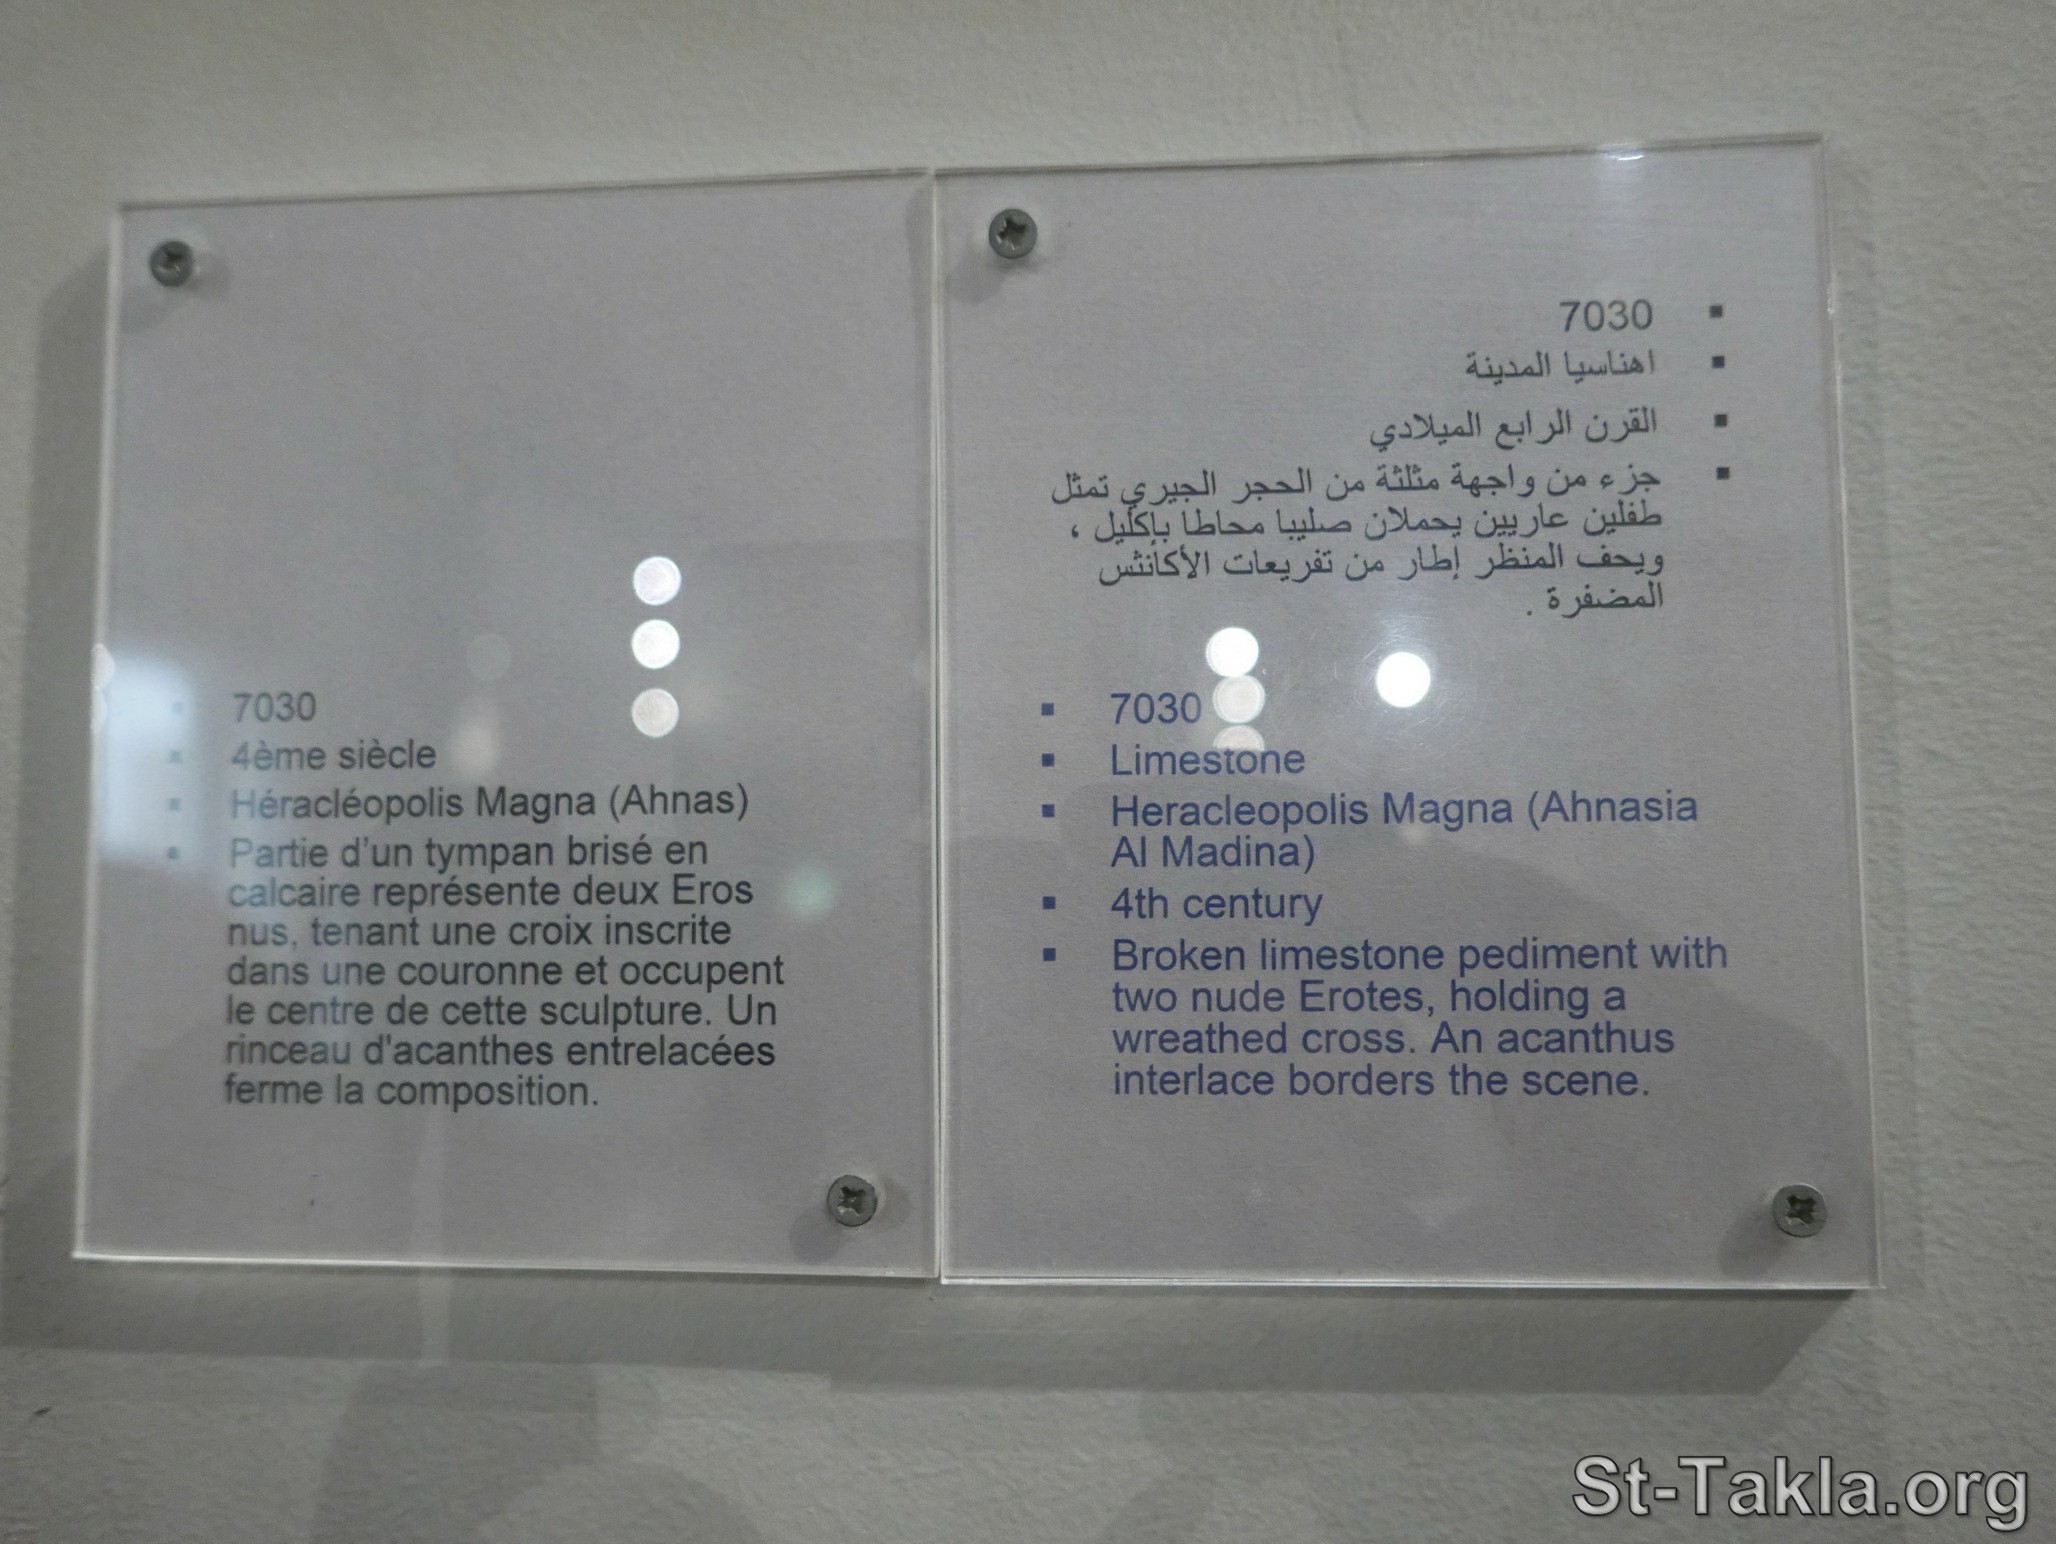 7030
4ème siècle
Héracléopolis Magna (Ahnas)
Partie d'un tympan brisé en
calcaire représente deux Eros
nus, tenant une croix inscrite
dans une couronne et occupent
le centre de cette sculpture. Un
rinceau d'acanthes entrelacées
ferme la composition.
7030
اهناسيا المدينة
القرن الرابع الميلادي
جزء من واجهة مثلثة من الحجر الجيري تمثل
طفلين عاريين يحملان صليبا محاطا بإكليل ،
ويحف المنظر إطار من تفريعات الأكانثس
المضفرة .
7030
Limestone
Heracleopolis Magna (Ahnasia
Al Madina)
4th century
Broken limestone pediment with
two nude Erotes, holding a
wreathed cross. An acanthus
interlace borders the scene.
St-Takla.org